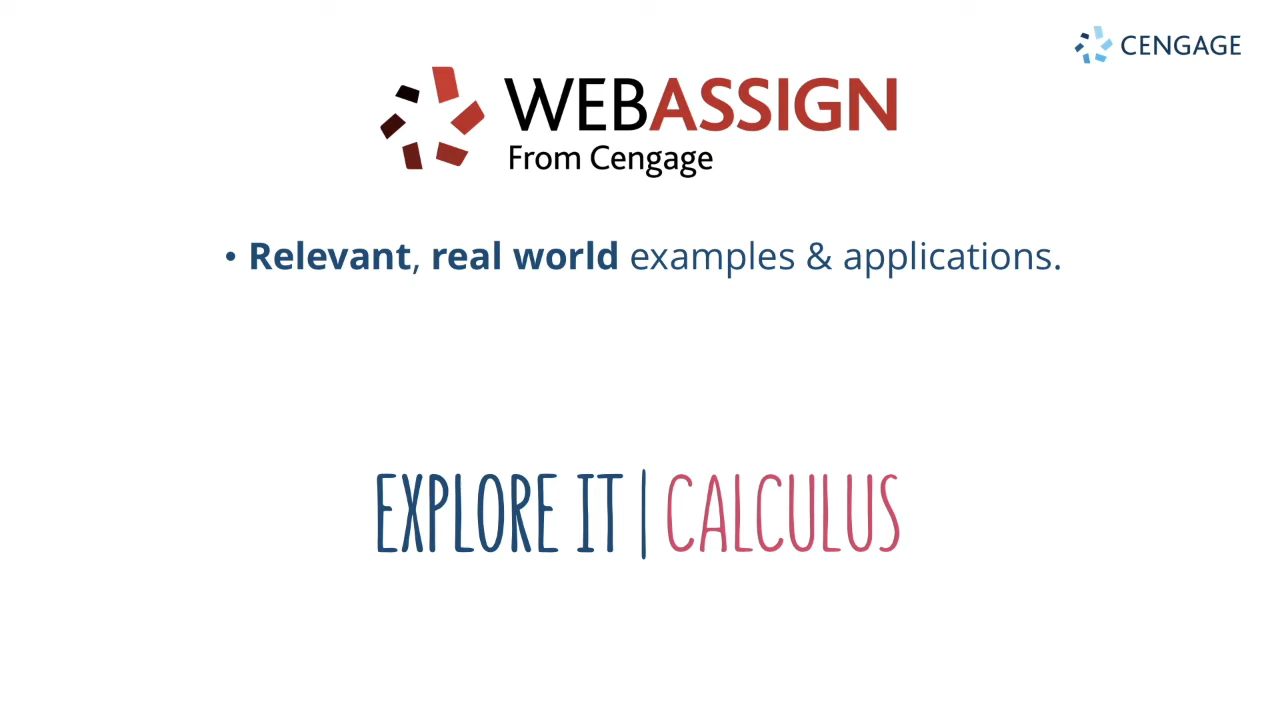 CENGAGE
WEBASSIGN
From Cengage
• Relevant, real world examples & applications.
EXPLORE IT | CALCULUS